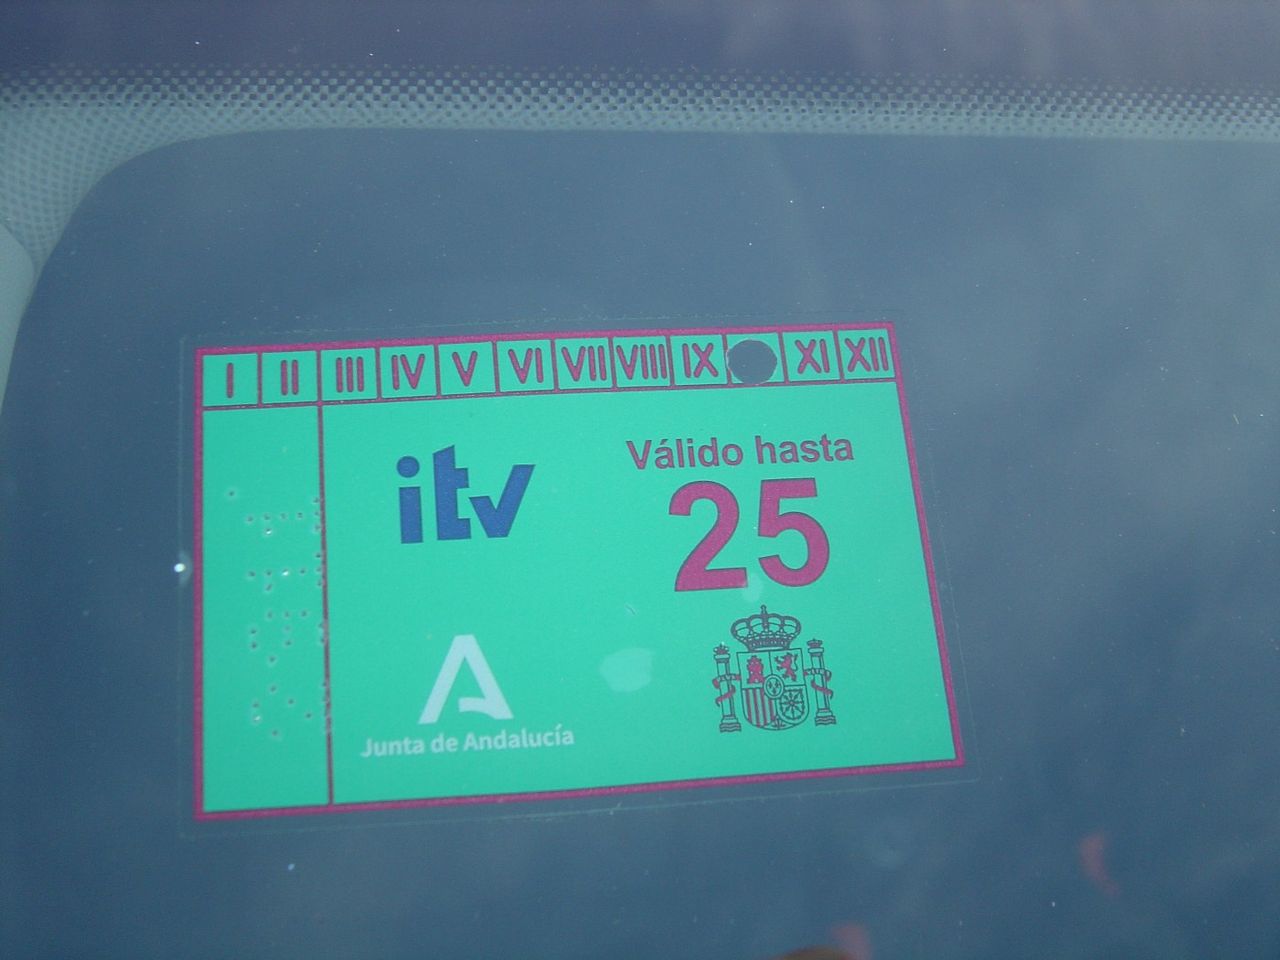 I II III IV V VI VII VIII IX XI XII
itv
Válido hasta
25
Junta de Andalucía